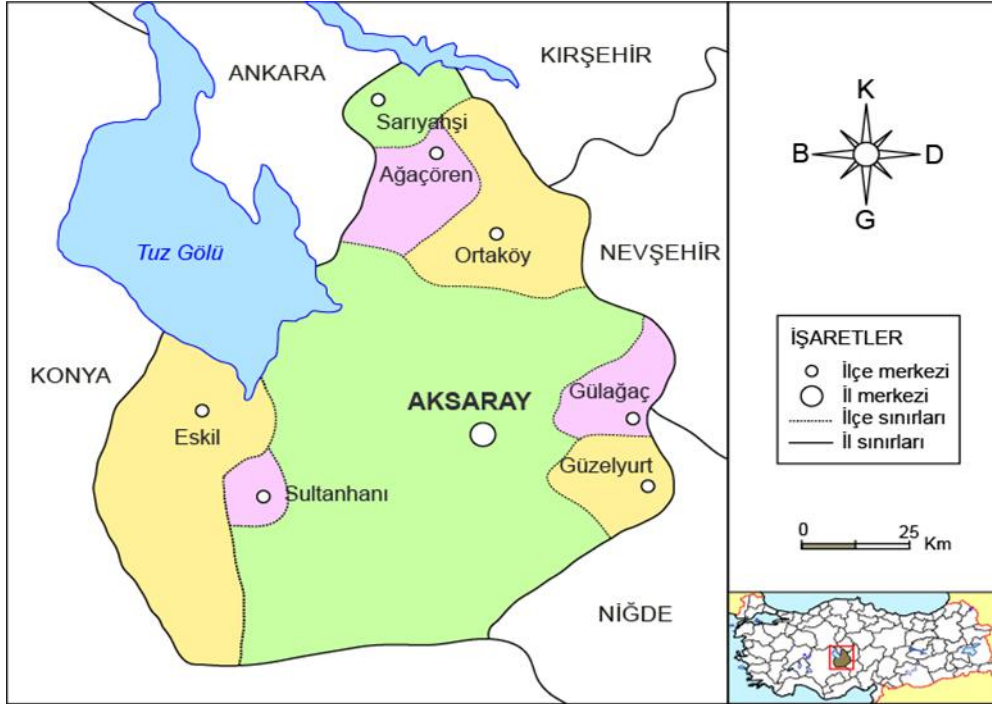 ANKARA
KIRŞEHİR
Sarıyahşi
Ağaçören
Tuz Gölü
Ortaköy
NEVŞEHİR
KONYA
AKSARAY
Gülağaç
Eskil
Güzelyurt
Sultanhanı
NİĞDE
K
B D
G
İŞARETLER
İlçe merkezi
İl merkezi
İlçe sınırları
İl sınırları
0 25
Km